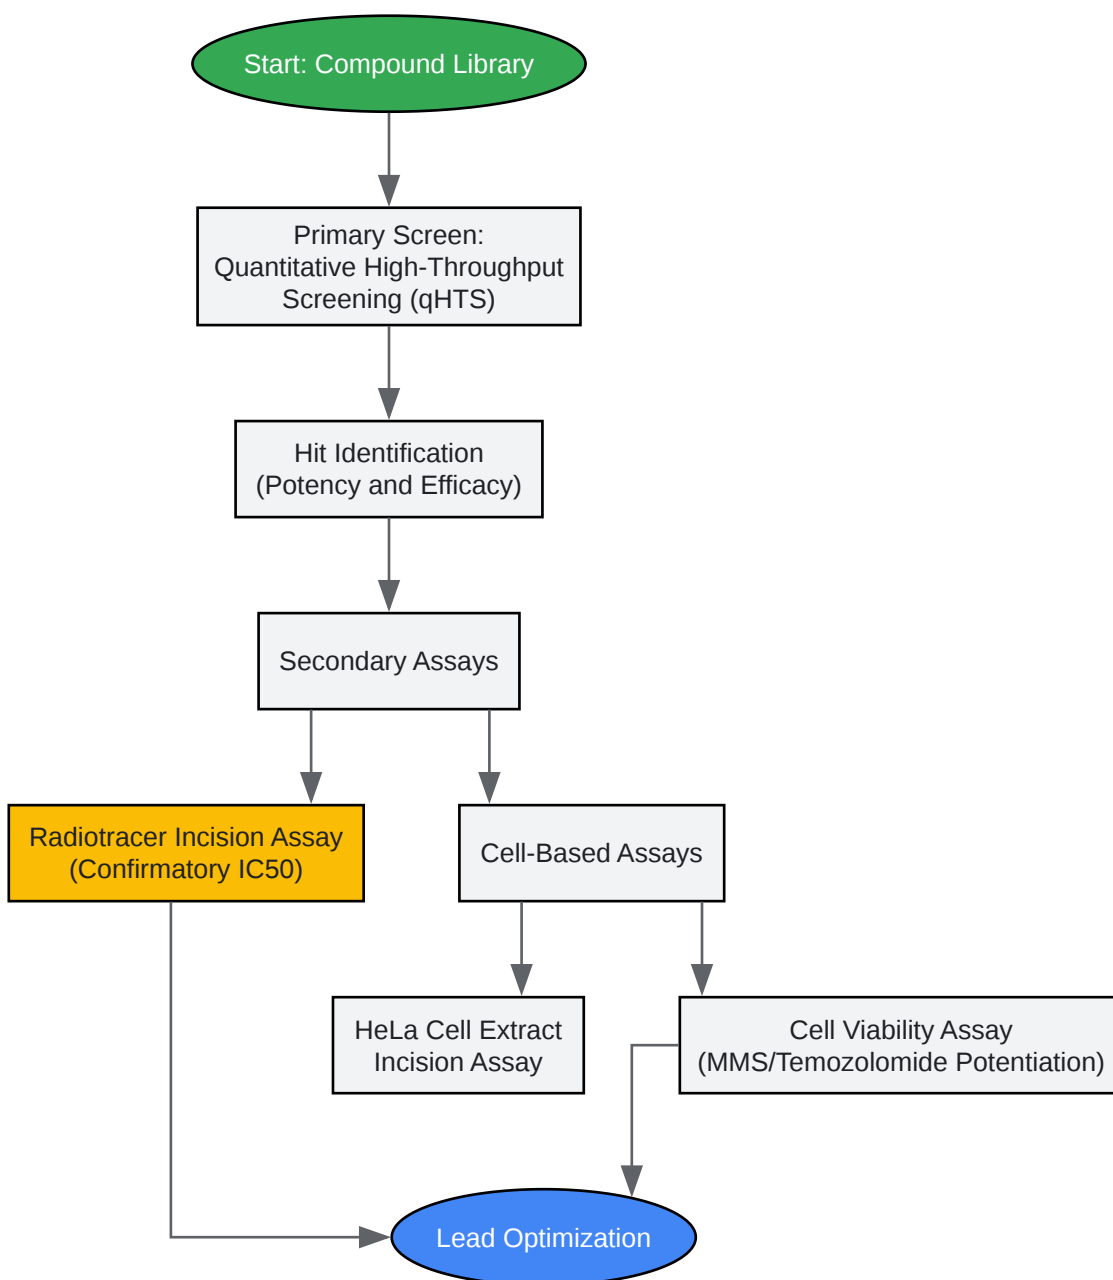 Start: Compound Library
Primary Screen:
Quantitative High-Throughput
Screening (qHTS)
Hit Identification
(Potency and Efficacy)
Secondary Assays
Radiotracer Incision Assay
(Confirmatory IC50)
Cell-Based Assays
HeLa Cell Extract
Incision Assay
Cell Viability Assay
(MMS/Temozolomide Potentiation)
Lead Optimization